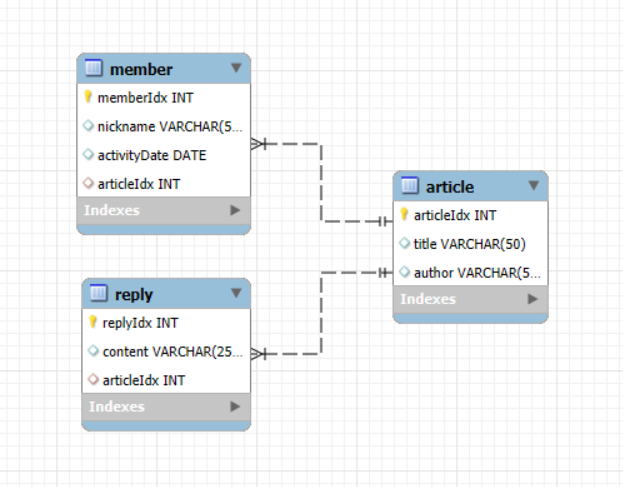 member
memberIdx INT
nickname VARCHAR(5...
activityDate DATE
articleIdx INT
Indexes
article
articleIdx INT
title VARCHAR(50)
author VARCHAR(5...
Indexes
reply
replyIdx INT
content VARCHAR(25...
articleIdx INT
Indexes